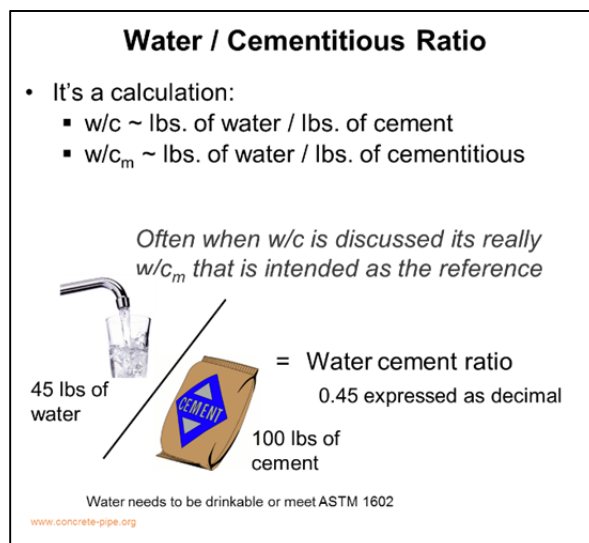 Water / Cementitious Ratio
• It's a calculation:
▪ w/c ~ lbs. of water / lbs. of cement
▪ w/cm ~ lbs. of water / lbs. of cementitious
Often when w/c is discussed its really
w/cm that is intended as the reference
45 lbs of
water
CEMENT
100 lbs of
cement
= Water cement ratio
0.45 expressed as decimal
Water needs to be drinkable or meet ASTM 1602
www.concrete-pipe.org